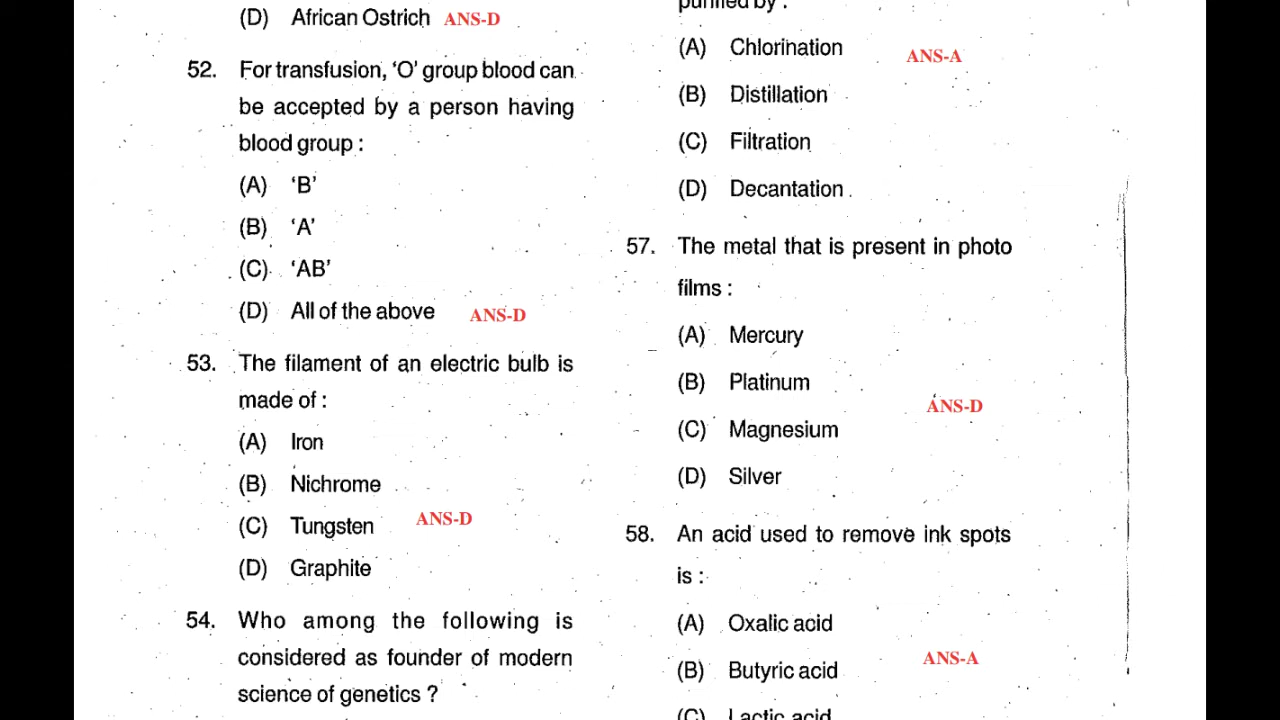 (D) African Ostrich ANS-D
52. For transfusion, 'O' group blood can
be accepted by a person having
blood group :
(A) 'B'
(B) 'A'
(C) 'AB'
(D) All of the above ANS-D
53. The filament of an electric bulb is
made of :
(A) Iron
(B) Nichrome
(C) Tungsten ANS-D
(D) Graphite
54. Who among the following is
considered as founder of modern
science of genetics ?
purified by :
(A) Chlorination ANS-A
(B) Distillation
(C) Filtration
(D) Decantation
57. The metal that is present in photo
films :
(A) Mercury
(B) Platinum
ANS-D
(C) Magnesium
(D) Silver
58. An acid used to remove ink spots
is :
(A) Oxalic acid
ANS-A
(B) Butyric acid
(C) Lactic acid